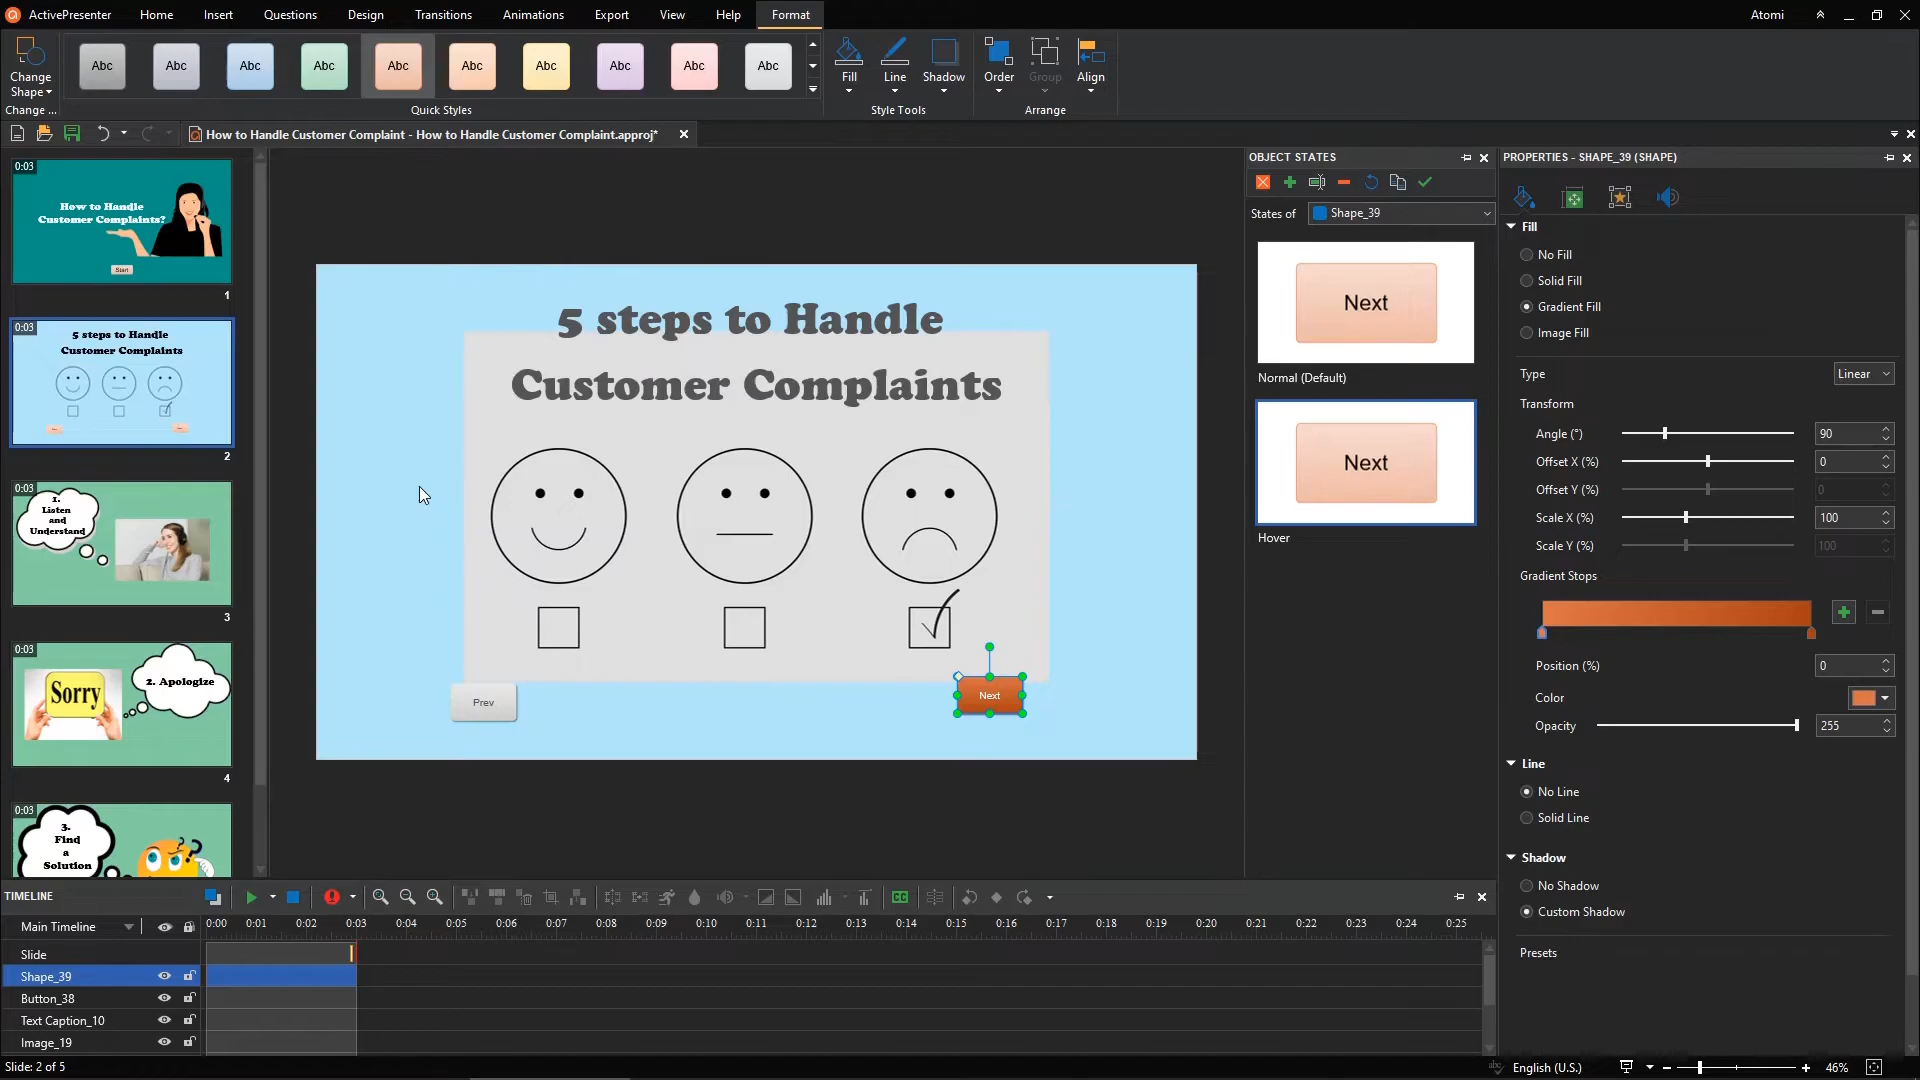 ActivePresenter Home Insert Questions Design Transitions Animations Export View Help Format Atomi
Change
Shape
Abc Abc Abc Abc Abc Abc Abc Abc Abc Abc
Fill Line Shadow Order Group Align
Change ... Quick Styles Style Tools Arrange
How to Handle Customer Complaint - How to Handle Customer Complaint.approj*
0:03
How to Handle
Customer Complaints?
Start
1
0:03
5 steps to Handle
Customer Complaints
2
0:03
1.
Listen
and
Understand
3
0:03
Sorry
2. Apologize
4
0:03
3.
Find
a
Solution
5 steps to Handle
Customer Complaints
Prev
Next
OBJECT STATES
States of Shape_39
Next
Normal (Default)
Next
Hover
PROPERTIES - SHAPE_39 (SHAPE)
Fill
No Fill
Solid Fill
Gradient Fill
Image Fill
Type Linear
Transform
Angle (°) 90
Offset X (%) 0
Offset Y (%) 0
Scale X (%) 100
Scale Y (%) 100
Gradient Stops
Position (%) 0
Color
Opacity 255
Line
No Line
Solid Line
Shadow
No Shadow
Custom Shadow
Presets
TIMELINE
CC
Main Timeline 0:00 0:01 0:02 0:03 0:04 0:05 0:06 0:07 0:08 0:09 0:10 0:11 0:12 0:13 0:14 0:15 0:16 0:17 0:18 0:19 0:20 0:21 0:22 0:23 0:24 0:25
Slide
Shape_39
Button_38
Text Caption_10
Image_19
Slide: 2 of 5 English (U.S.) 46%